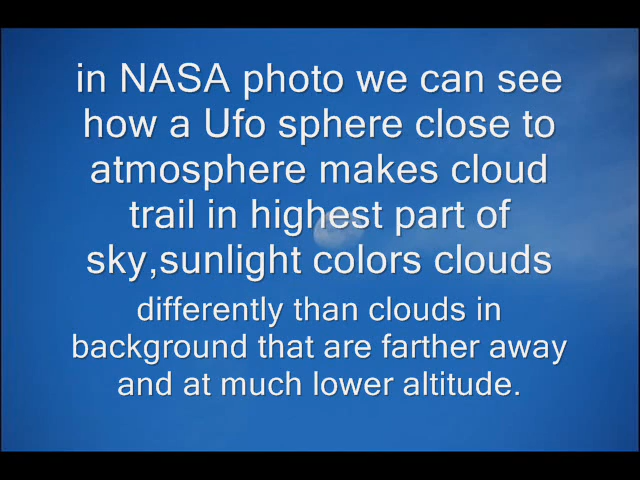 in NASA photo we can see
how a Ufo sphere close to
atmosphere makes cloud
trail in highest part of
sky,sunlight colors clouds
differently than clouds in
background that are farther away
and at much lower altitude.